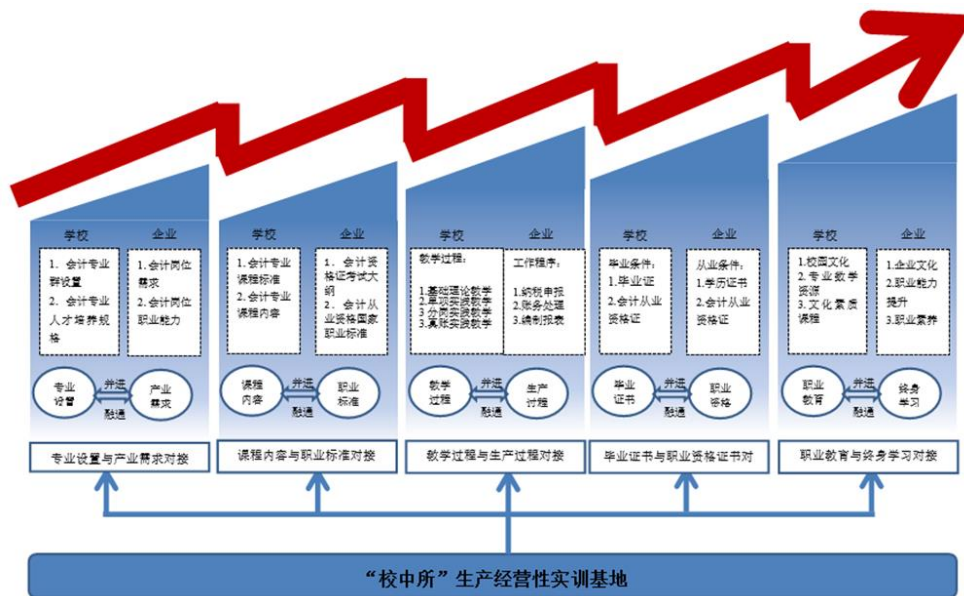 学校 企业
1. 会计专业
群设置
2. 会计专业
人才培养规
格
1.会计岗位
需求
2.会计岗位
职业能力
专业
设置
并进
融通
产业
需求
专业设置与产业需求对接
学校 企业
1.会计专业
课程标准
2.会计专业
课程内容
1. 会计资
格证考试大
纲
2. 会计从
业资格国家
职业标准
课程
内容
并进
融通
职业
标准
课程内容与职业标准对接
学校 企业
教学过程:
1.基础理论教学
2.单项实践教学
3 分岗实践教学
4.真账实践教学
工作程序:
1.纳税申报
2.账务处理
3.编制报表
教学
过程
并进
融通
生产
过程
教学过程与生产过程对接
学校 企业
毕业条件:
1.毕业证
2.会计从业
资格证
从业条件:
1.学历证书
2.会计从业
资格证
毕业
证书
并进
融通
职业
资格
毕业证书与职业资格证书对
学校 企业
1.校园文化
2.专业教学
资源
3.文化素质
课程
1.企业文化
2.职业能力
提升
3.职业素养
职业
教育
并进
融通
终身
学习
职业教育与终身学习对接
“校中所”生产经营性实训基地